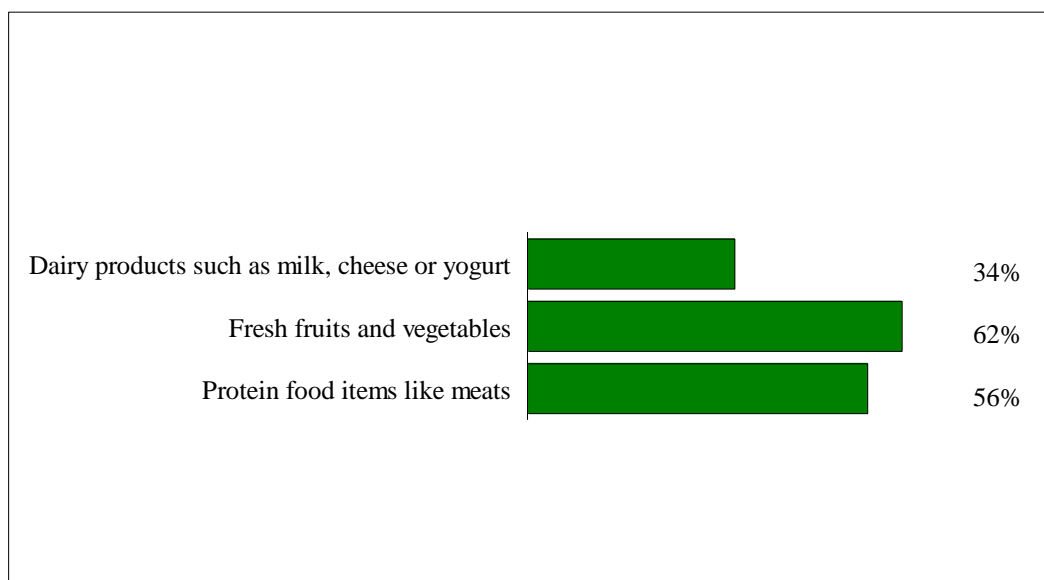 Dairy products such as milk, cheese or yogurt 34%
Fresh fruits and vegetables 62%
Protein food items like meats 56%